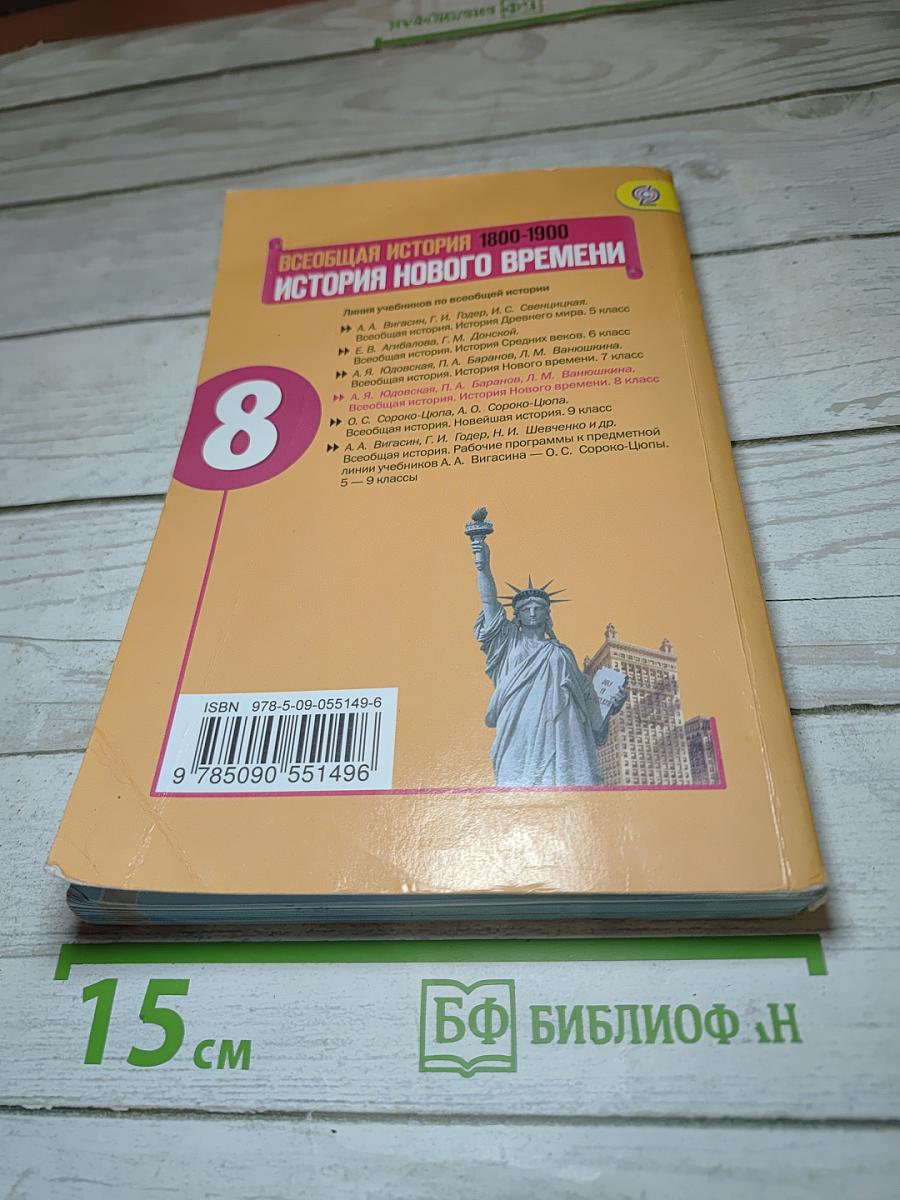 ВСЕОБЩАЯ ИСТОРИЯ 1800-1900
ИСТОРИЯ НОВОГО ВРЕМЕНИ
Линия учебников по всеобщей истории
А. А. Вигасин, Г. И. Годер, И. С. Свенцицкая.
Всеобщая история. История Древнего мира. 5 класс
Е. В. Агибалова, Г. М. Донской.
Всеобщая история. История Средних веков. 6 класс
А. Я. Юдовская, П. А. Баранов, Л. М. Ванюшкина.
Всеобщая история. История Нового времени. 7 класс
А. Я. Юдовская, П. А. Баранов, Л. М. Ванюшкина.
Всеобщая история. История Нового времени. 8 класс
О. С. Сороко-Цюпа, А. О. Сороко-Цюпа.
Всеобщая история. Новейшая история. 9 класс
А. А. Вигасин, Г. И. Годер, Н. И. Шевченко и др.
Всеобщая история. Рабочие программы к предметной
линии учебников А. А. Вигасина — О. С. Сороко-Цюпы.
5 — 9 классы
8
ISBN 978-5-09-055149-6
9 785090 551496
15 см
БФ БИБЛИОФАН
БФ БИБЛИОФАН